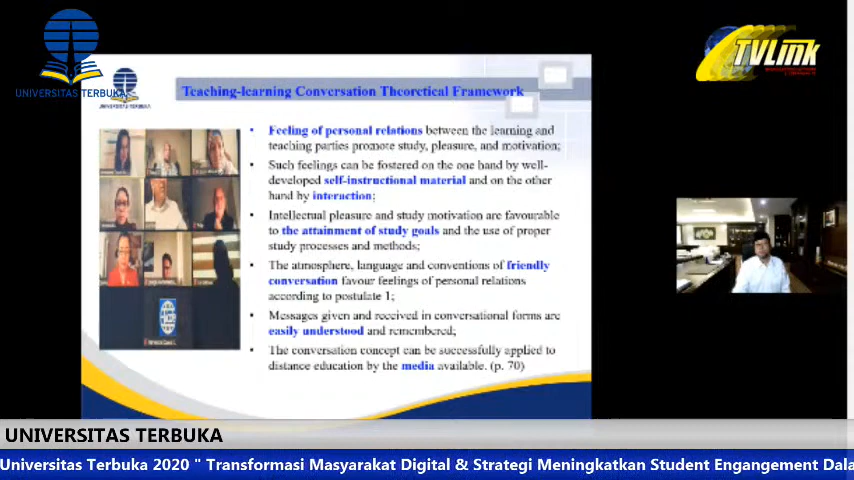 UNIVERSITAS TERBUKA
TVLink
UNIVERSITAS TERBUKA
Teaching-learning Conversation Theoretical Framework
• Feeling of personal relations between the learning and
teaching parties promote study, pleasure, and motivation;
• Such feelings can be fostered on the one hand by well-
developed self-instructional material and on the other
hand by interaction;
• Intellectual pleasure and study motivation are favourable
to the attainment of study goals and the use of proper
study processes and methods;
• The atmosphere, language and conventions of friendly
conversation favour feelings of personal relations
according to postulate 1;
• Messages given and received in conversational forms are
easily understood and remembered;
• The conversation concept can be successfully applied to
distance education by the media available. (p. 70)
UNIVERSITAS TERBUKA
Universitas Terbuka 2020 " Transformasi Masyarakat Digital & Strategi Meningkatkan Student Engangement Dala